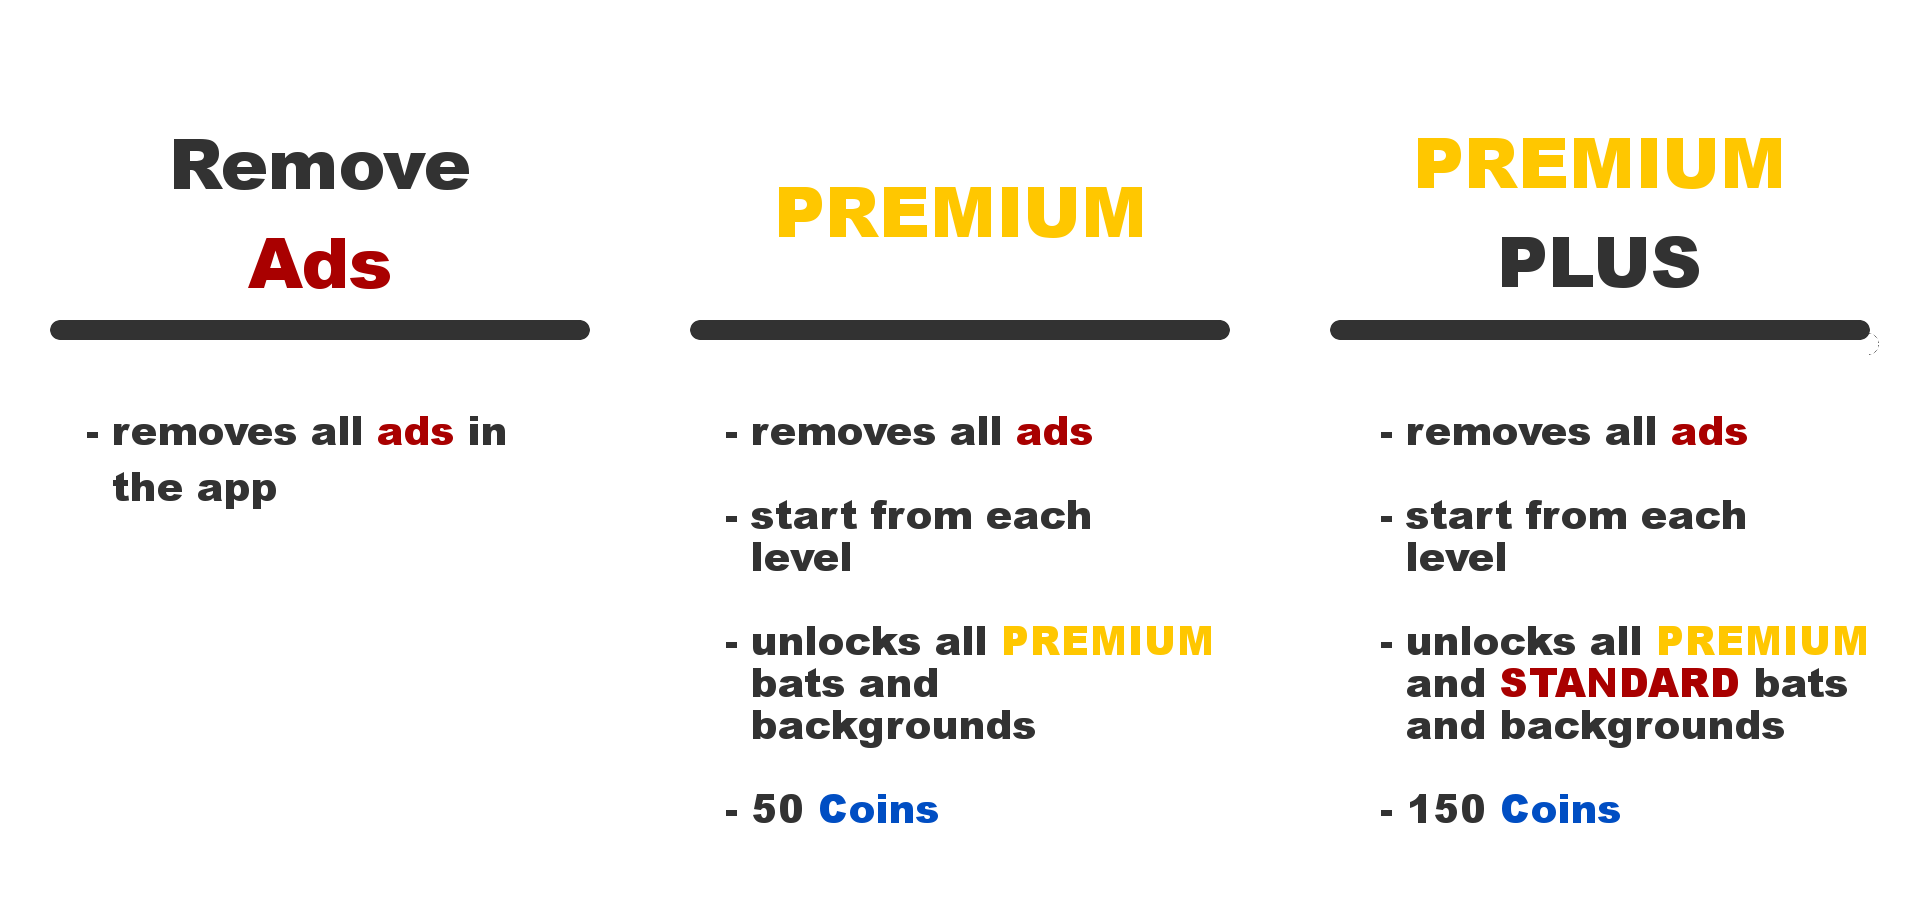 Remove
Ads
- removes all ads in
the app
PREMIUM
- removes all ads
- start from each
level
- unlocks all PREMIUM
bats and
backgrounds
- 50 Coins
PREMIUM
PLUS
- removes all ads
- start from each
level
- unlocks all PREMIUM
and STANDARD bats
and backgrounds
- 150 Coins